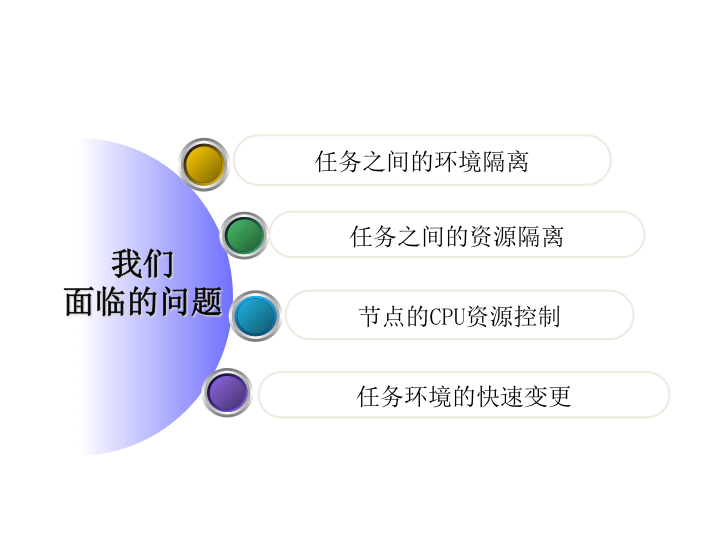 任务之间的环境隔离
任务之间的资源隔离
我们
面临的问题
节点的CPU资源控制
任务环境的快速变更